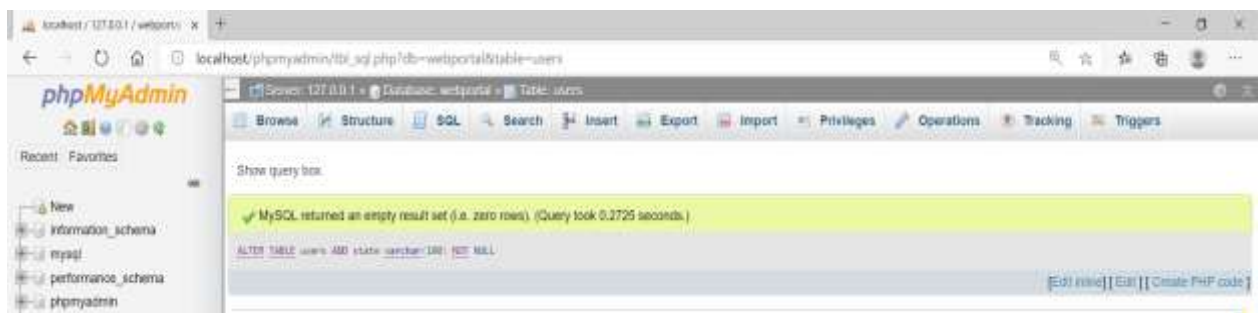 localhost / 127.0.0.1 / webporta
localhost/phpmyadmin/tbl_sql.php?db=webportal&table=users
phpMyAdmin
Server: 127.0.0.1 » Database: webportal » Table: users
Browse Structure SQL Search Insert Export Import Privileges Operations Tracking Triggers
Recent Favorites
Show query box
New
MySQL returned an empty result set (i.e. zero rows). (Query took 0.2725 seconds.)
information_schema
mysql
ALTER TABLE users ADD state varchar NOT NULL
performance_schema
[Edit inline] [ Edit ] [ Create PHP code ]
phpmyadmin